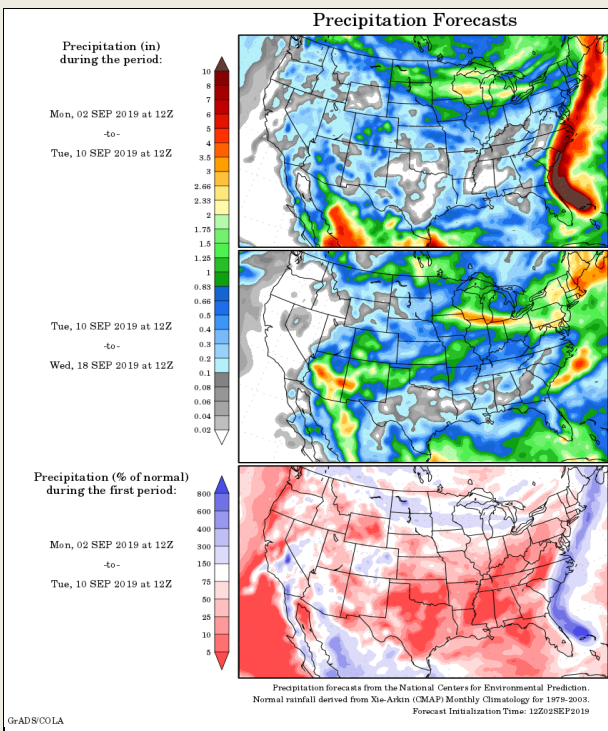 Precipitation Forecasts
Precipitation (in)
during the period:
Mon, 02 SEP 2019 at 12Z
-to-
Tue, 10 SEP 2019 at 12Z
10
8
7
6
5
4
3.5
3
2.66
2.33
2
1.75
1.5
1.25
1
0.83
0.66
0.5
0.4
0.3
0.2
0.1
0.08
0.06
0.04
0.02
Tue, 10 SEP 2019 at 12Z
-to-
Wed, 18 SEP 2019 at 12Z
Precipitation (% of normal)
during the first period:
Mon, 02 SEP 2019 at 12Z
-to-
Tue, 10 SEP 2019 at 12Z
800
600
400
300
150
75
50
25
10
5
Precipitation forecasts from the National Centers for Environmental Prediction.
Normal rainfall derived from Xie-Arkin (CMAP) Monthly Climatology for 1979-2003.
Forecast Initialization Time: 12Z02SEP2019
GrADS/COLA